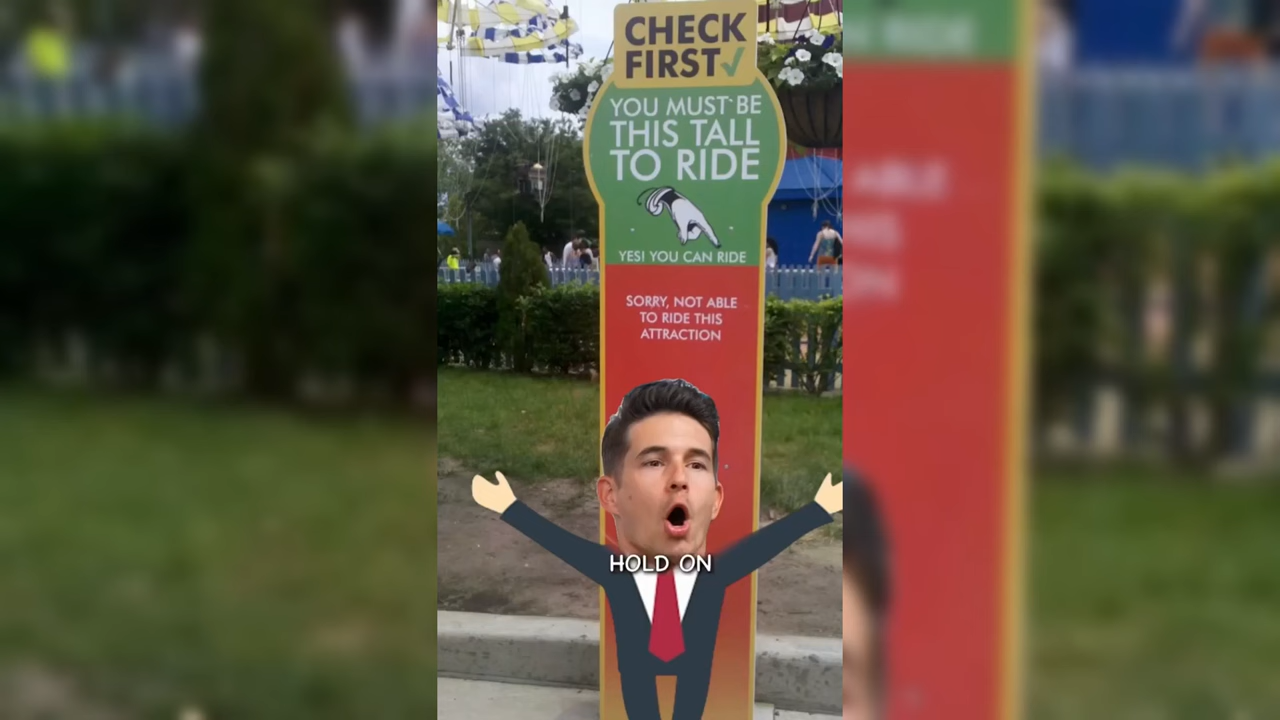 CHECK
FIRST✓
YOU MUST BE
THIS TALL
TO RIDE
YES! YOU CAN RIDE
SORRY, NOT ABLE
TO RIDE THIS
ATTRACTION
HOLD ON